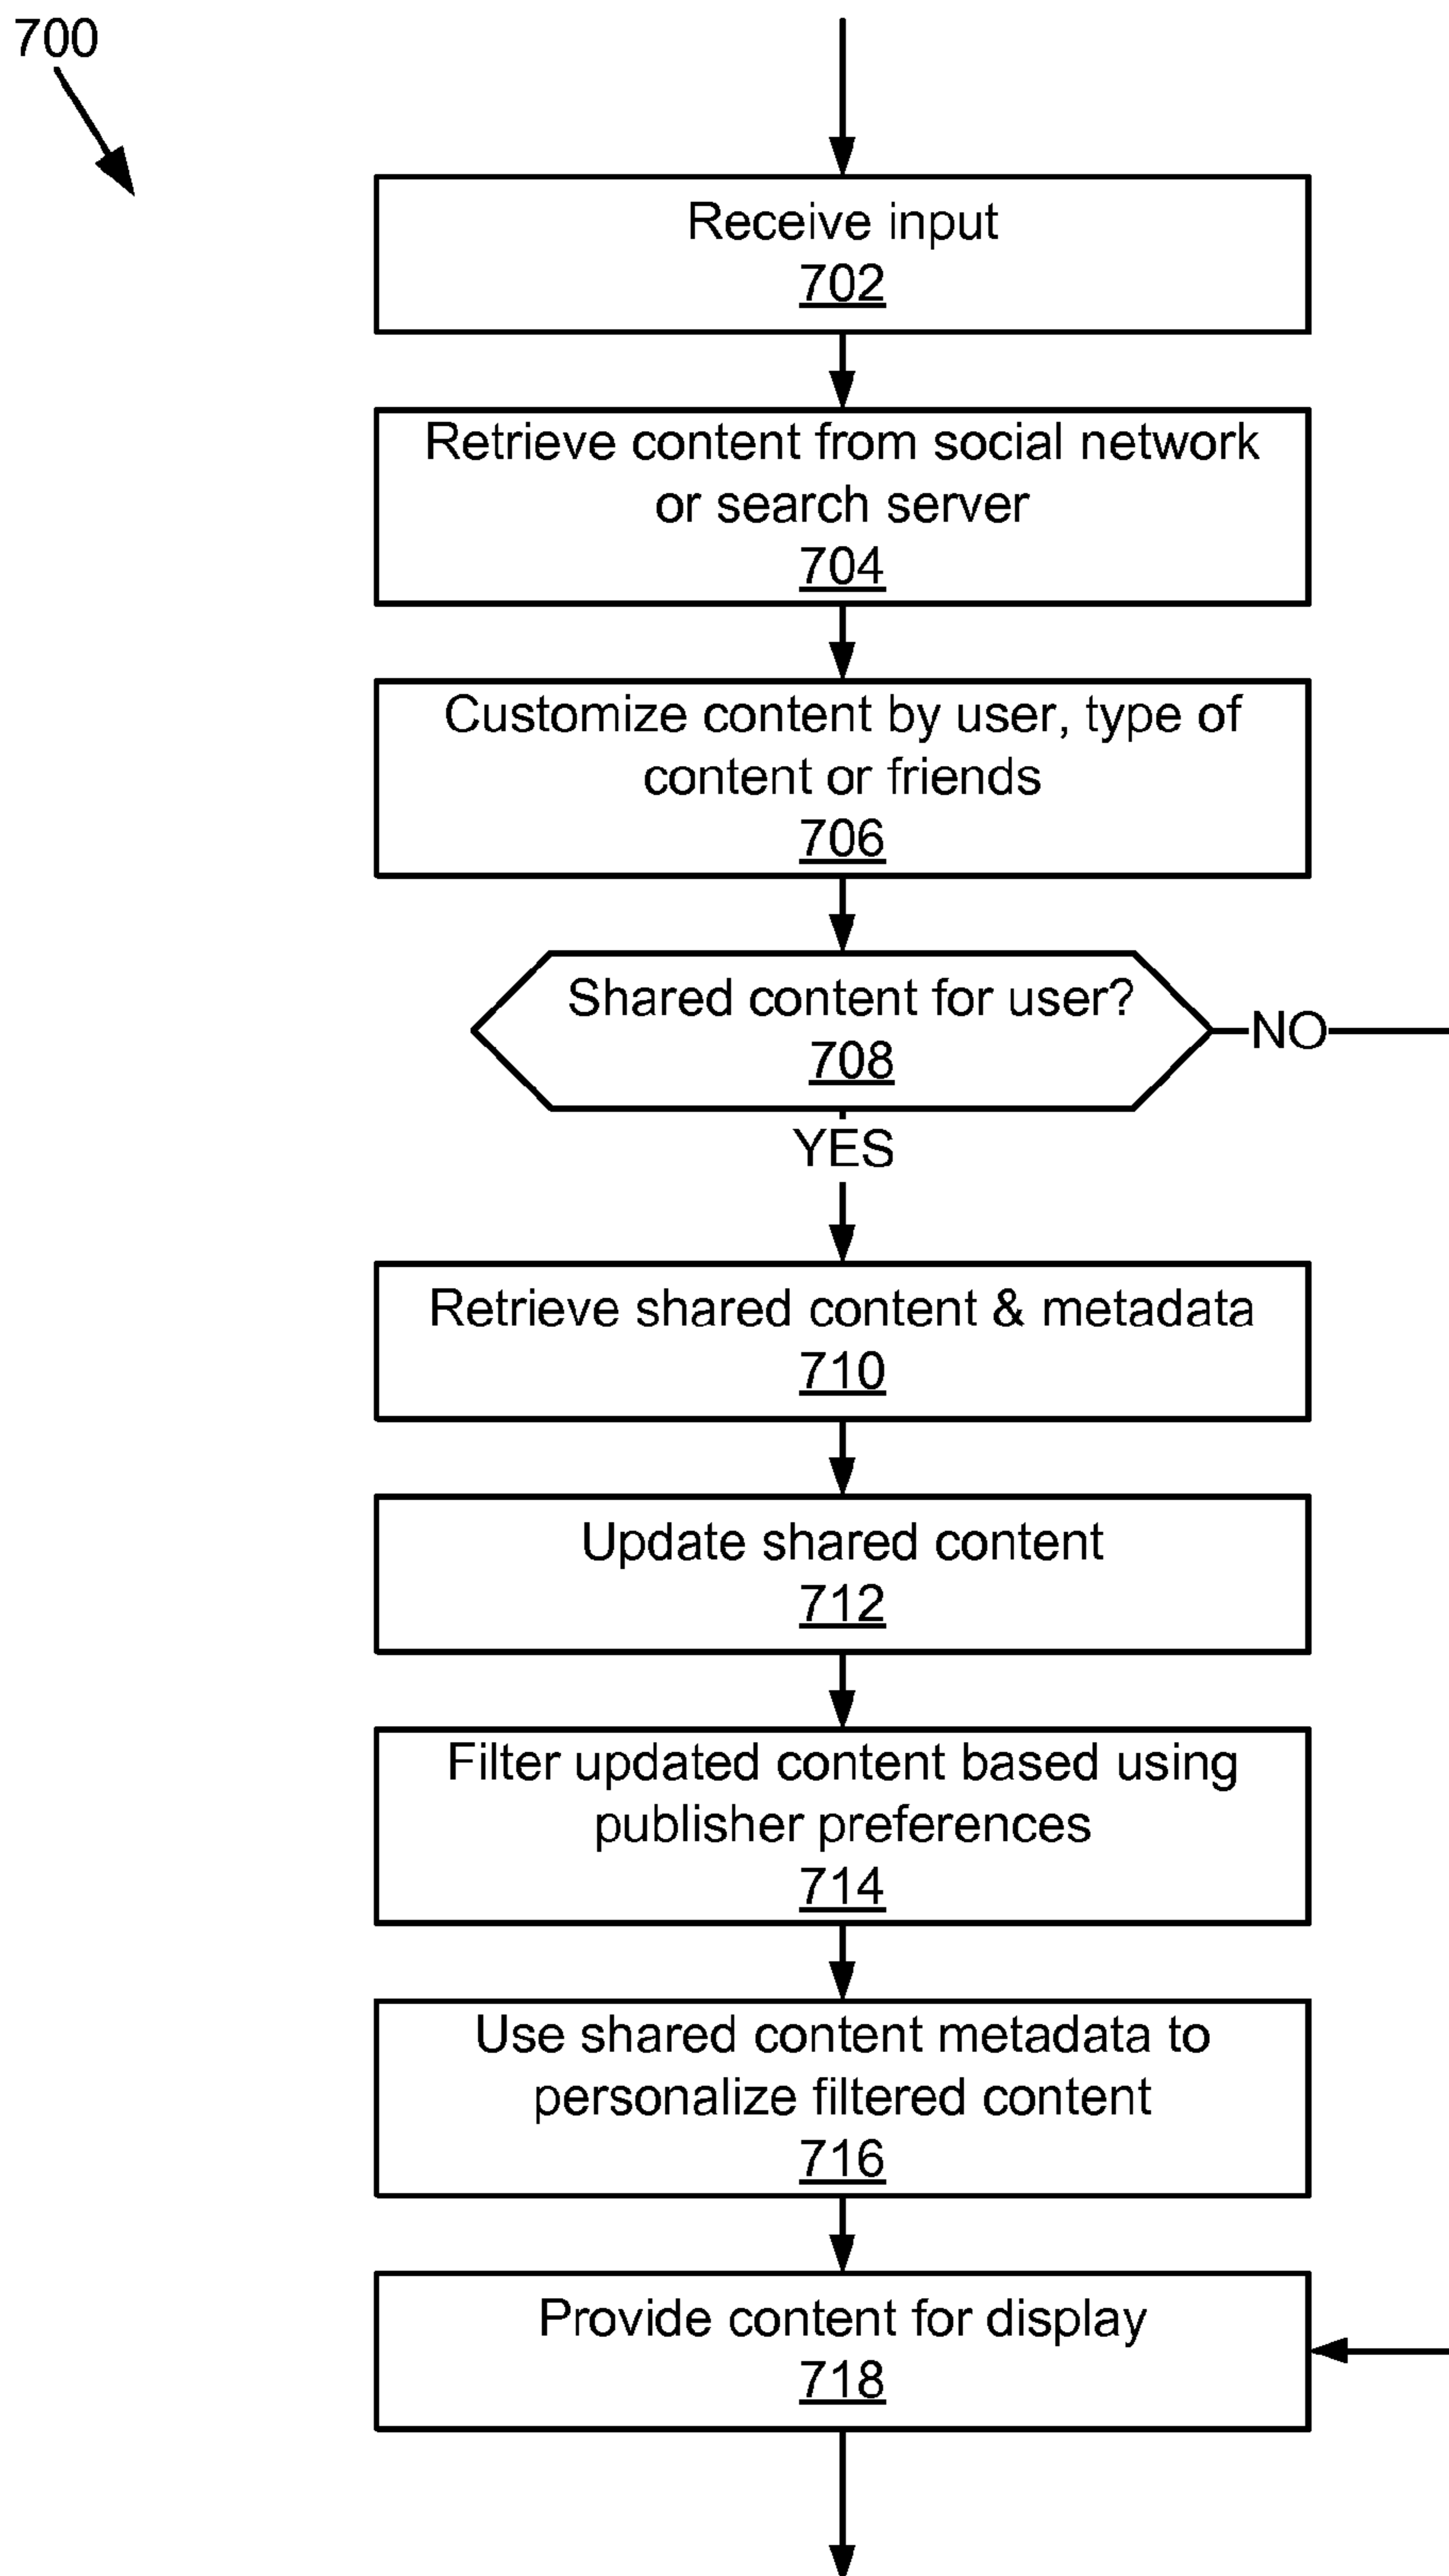 700
Receive input
702
Retrieve content from social network
or search server
704
Customize content by user, type of
content or friends
706
Shared content for user?
708
NO
YES
Retrieve shared content & metadata
710
Update shared content
712
Filter updated content based using
publisher preferences
714
Use shared content metadata to
personalize filtered content
716
Provide content for display
718